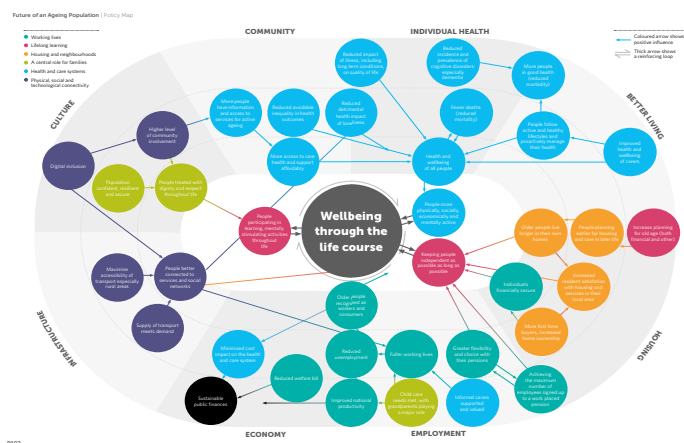 Future of an Ageing Population | Policy Map
Working lives
Lifelong learning
Housing and neighbourhoods
A central role for families
Health and care systems
Physical, social and
technological connectivity
Coloured arrow shows
positive influence
Thick arrow shows
a reinforcing loop
COMMUNITY
INDIVIDUAL HEALTH
CULTURE
BETTER LIVING
INFRASTRUCTURE
HOUSING
ECONOMY
EMPLOYMENT
Wellbeing
through the
life course
Reduced impact
of illness, including
long term conditions,
on quality of life
Reduced
incidence and
prevalence of
cognitive disorders
especially
dementia
More people
in good health
(reduced
morbidity)
More people
have information
and access to
services for active
ageing
Reduced avoidable
inequality in health
outcomes
Reduced
detrimental
health impact
of loneliness
Fewer deaths
(reduced
mortality)
People follow
active and healthy
lifestyles and
proactively manage
their health
Improved
health and
wellbeing
of carers
Higher level
of community
involvement
Digital inclusion
Population
confident, resilient
and secure
People treated with
dignity and respect
throughout life
More access to care
health and support
affordably
Health and
wellbeing
of all people
People more
physically, socially,
economically and
mentally active
People
participating in
learning, mentally
stimulating activities
throughout
life
Keeping people
independent as
possible as long as
possible
Older people live
longer in their own
homes
People planning
earlier for housing
and care in later life
Increase planning
for old age (both
financial and other)
Maximise
accessibility of
transport especially
rural areas
People better
connected to
services and social
networks
Supply of transport
meets demand
Individuals
financially secure
Increased
resident satisfaction
with housing and
services in their
local area
More first-time
buyers, increased
home ownership
Older people
recognised as
workers and
consumers
Minimised cost
impact on the health
and care system
Reduced
unemployment
Fuller working lives
Greater flexibility
and choice with
their pensions
Achieving
the maximum
number of
employees signed up
to a work placed
pension
Sustainable
public finances
Reduced welfare bill
Improved national
productivity
Child care
needs met, with
grandparents playing
a major role
Informal carers
supported
and valued